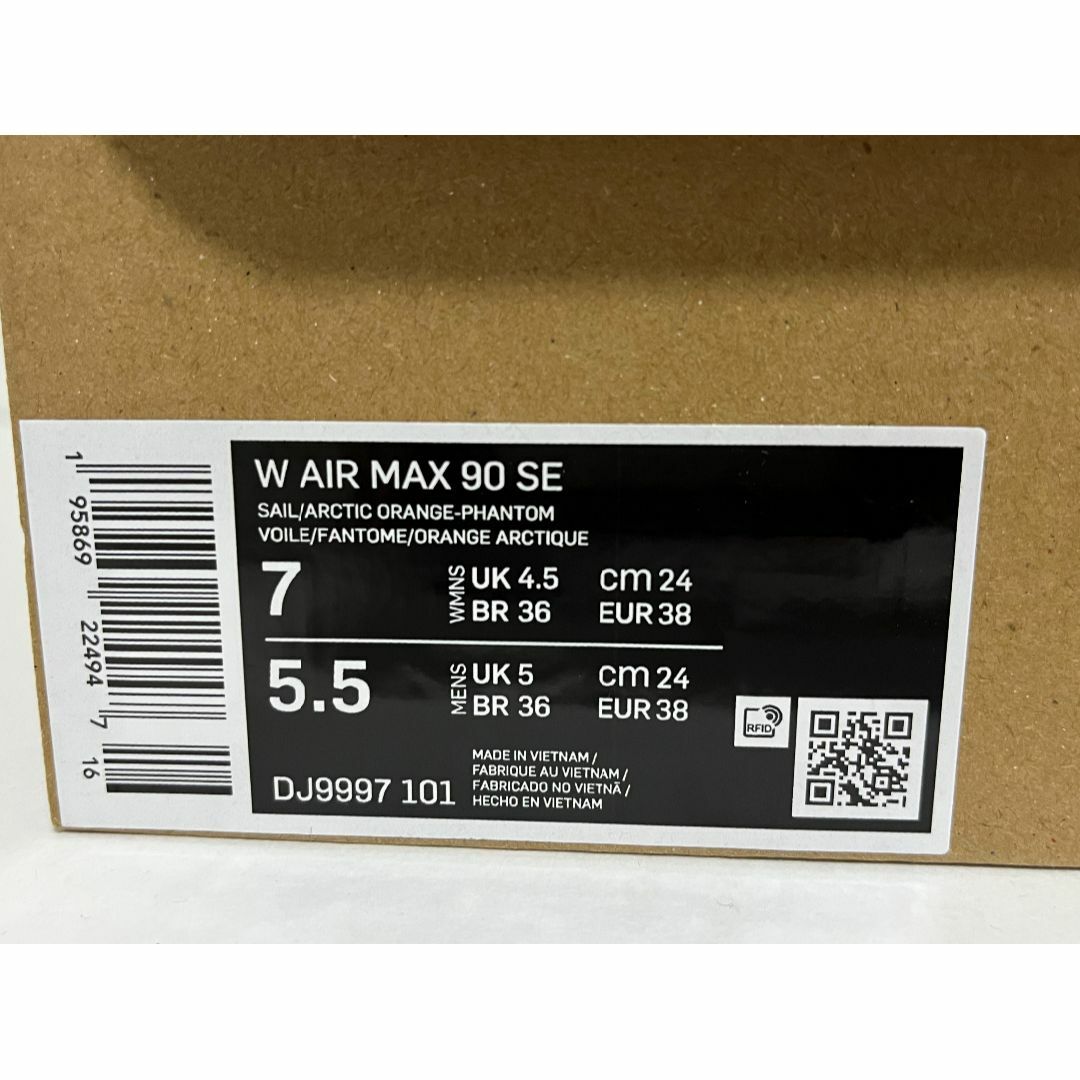 W AIR MAX 90 SE
SAIL/ARCTIC ORANGE-PHANTOM
VOILE/FANTOME/ORANGE ARCTIQUE
7
WMNS
UK 4.5 cm 24
BR 36 EUR 38
5.5
MENS
UK 5 cm 24
BR 36 EUR 38
RFID
DJ9997 101
MADE IN VIETNAM /
FABRIQUE AU VIETNAM /
FABRICADO NO VIETNÃ /
HECHO EN VIETNAM
1 95869 22494 7 16